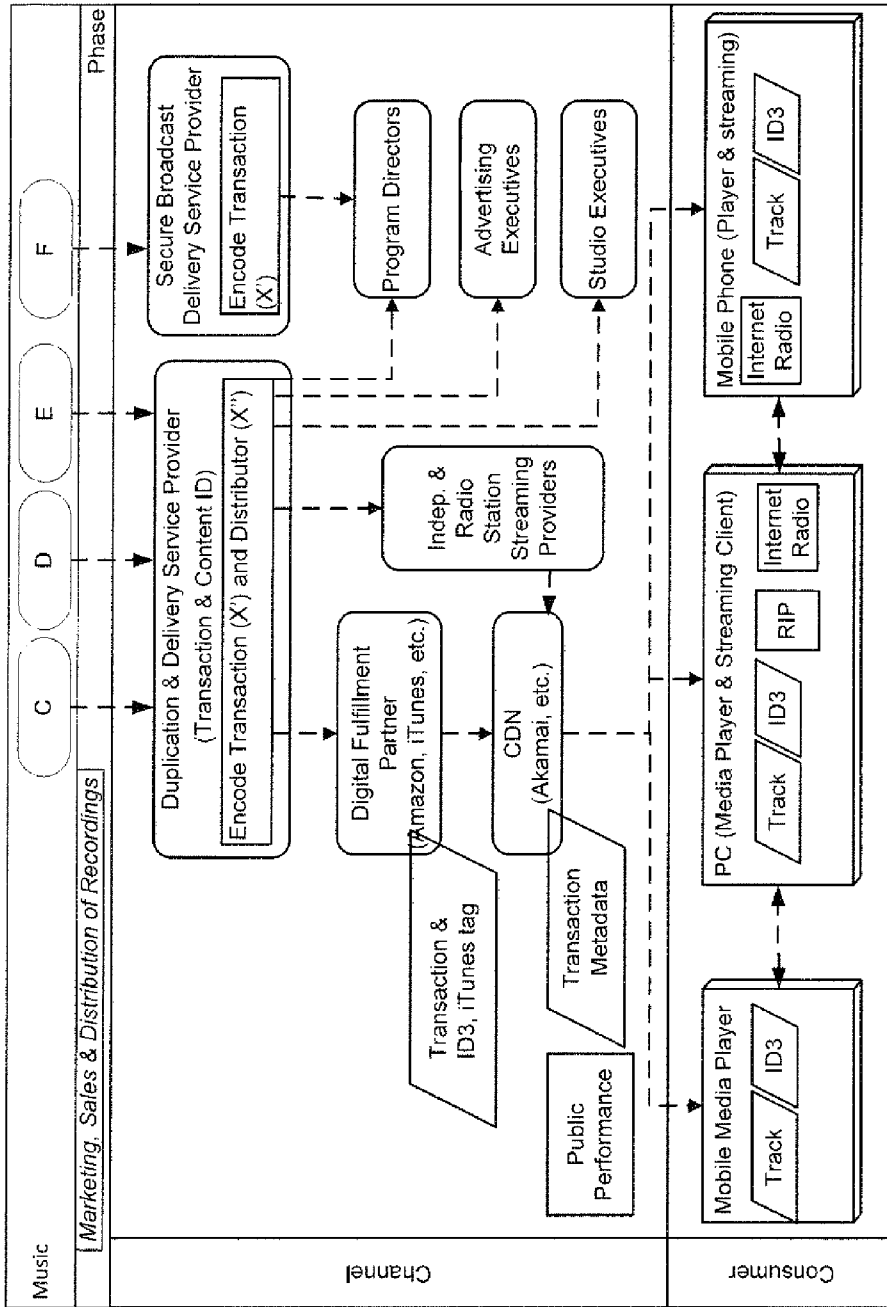 Music
Marketing, Sales & Distribution of Recordings
Phase
C
D
E
F
Channel
Duplication & Delivery Service Provider
(Transaction & Content ID)
Encode Transaction (X') and Distributor (X'')
Secure Broadcast
Delivery Service Provider
Encode Transaction
(X')
Digital Fulfillment
Partner
(Amazon, iTunes, etc.)
Transaction &
ID3, iTunes tag
Indep. &
Radio
Station
Streaming
Providers
Program Directors
Advertising
Executives
Studio Executives
CDN
(Akamai, etc.)
Transaction
Metadata
Public
Performance
Consumer
Mobile Media Player
Track
ID3
PC (Media Player & Streaming Client)
Track
ID3
RIP
Internet
Radio
Mobile Phone (Player & streaming)
Internet
Radio
Track
ID3